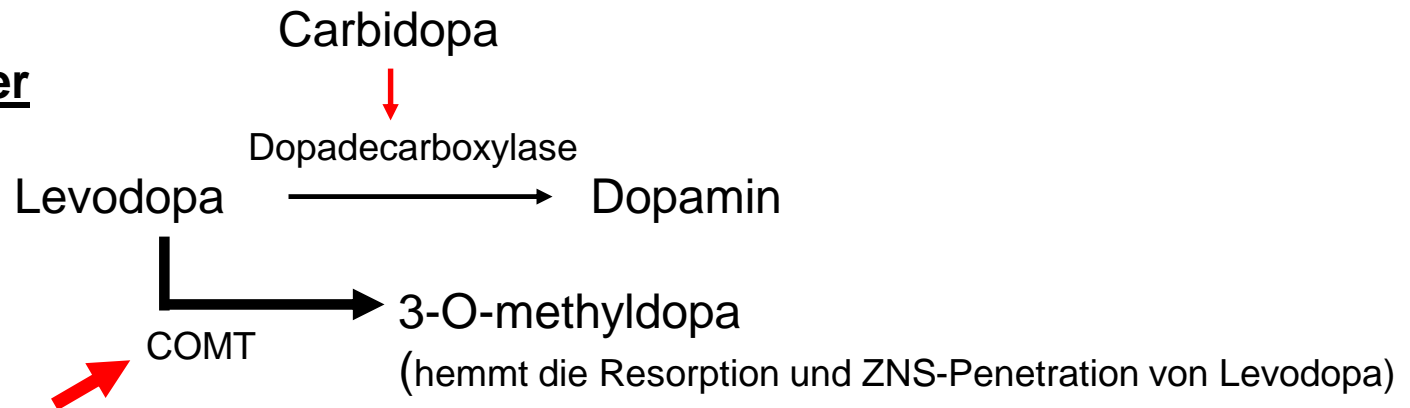 Carbidopa
er
Dopadecarboxylase
Levodopa Dopamin
3-O-methyldopa
COMT
(hemmt die Resorption und ZNS-Penetration von Levodopa)